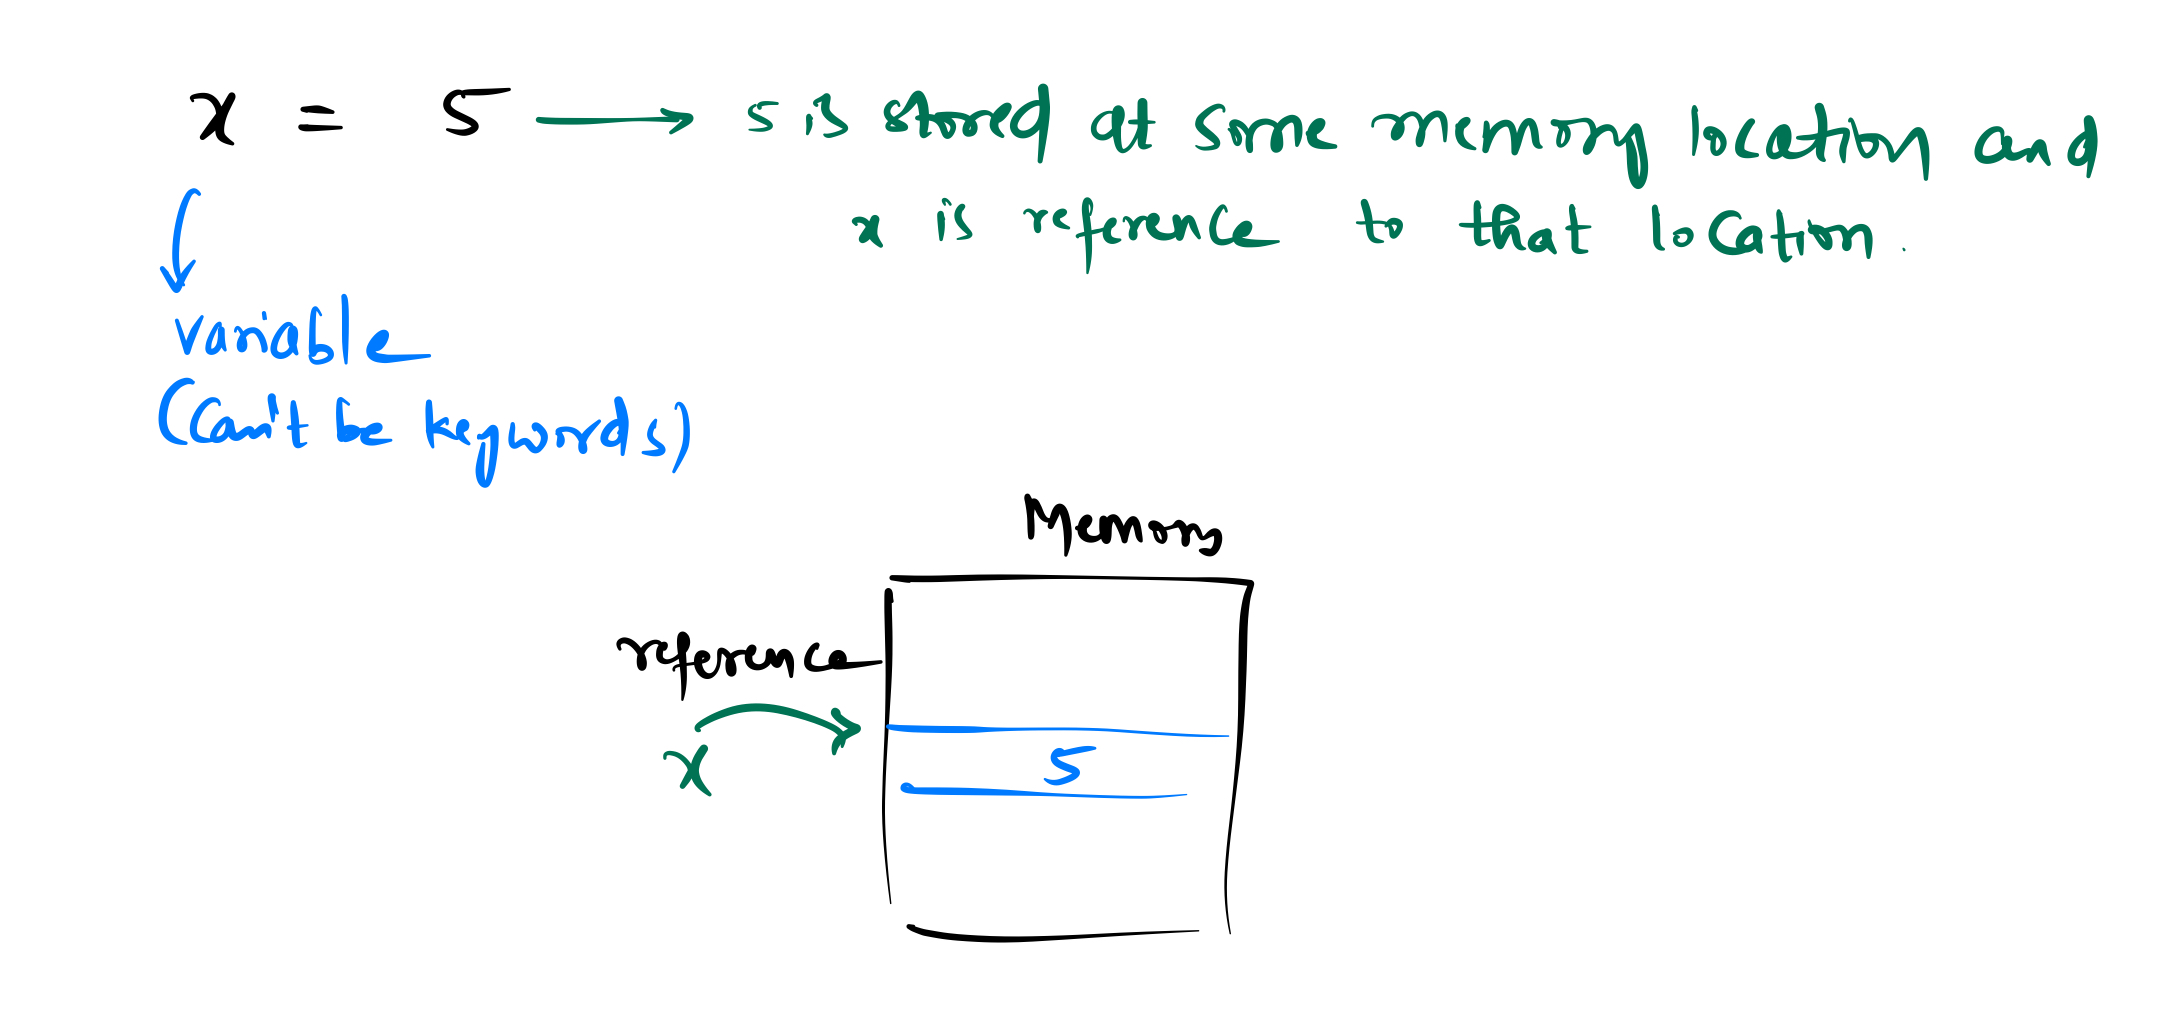 x = 5 → 5 is stored at some memory location and
x is reference to that location.
variable
(Can't be keywords)
Memory
reference
x
5